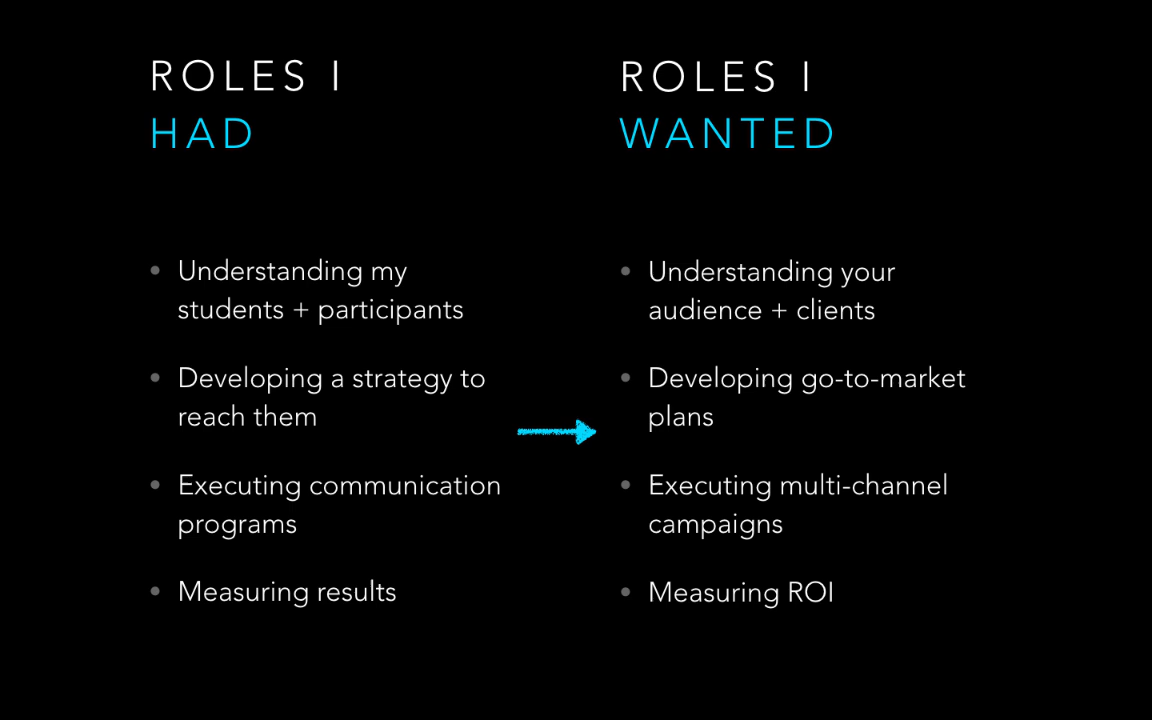 ROLES I
HAD
• Understanding my
students + participants
• Developing a strategy to
reach them
• Executing communication
programs
• Measuring results
ROLES I
WANTED
• Understanding your
audience + clients
• Developing go-to-market
plans
• Executing multi-channel
campaigns
• Measuring ROI